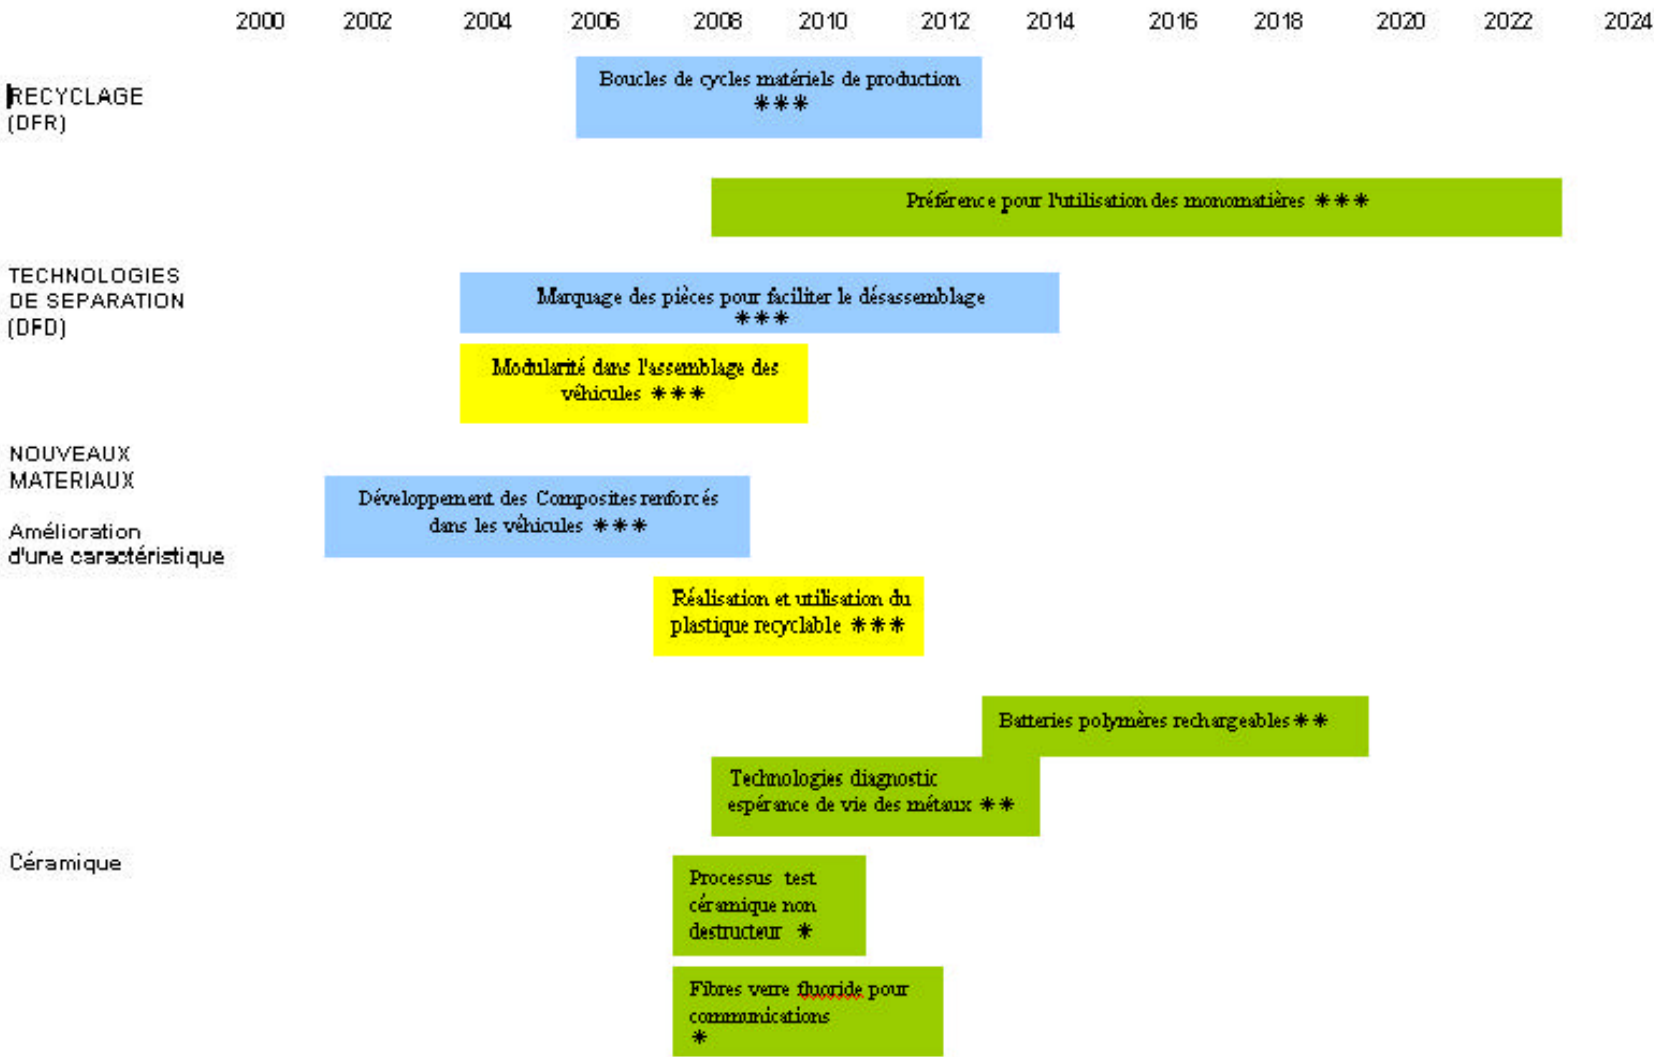 2000 2002 2004 2006 2008 2010 2012 2014 2016 2018 2020 2022 2024
RECYCLAGE
(DFR)
Boucles de cycles matériels de production
***
Préférence pour l'utilisation des monomatières ***
TECHNOLOGIES
DE SEPARATION
(DFD)
Marquage des pièces pour faciliter le désassemblage
***
Modularité dans l'assemblage des
véhicules ***
NOUVEAUX
MATERIAUX
Amélioration
d'une caractéristique
Développement des Composites renforcés
dans les véhicules ***
Réalisation et utilisation du
plastique recyclable ***
Batteries polymères rechargeables **
Technologies diagnostic
espérance de vie des métaux **
Céramique
Processus test
céramique non
destructeur *
Fibres verre fluoride pour
communications
*